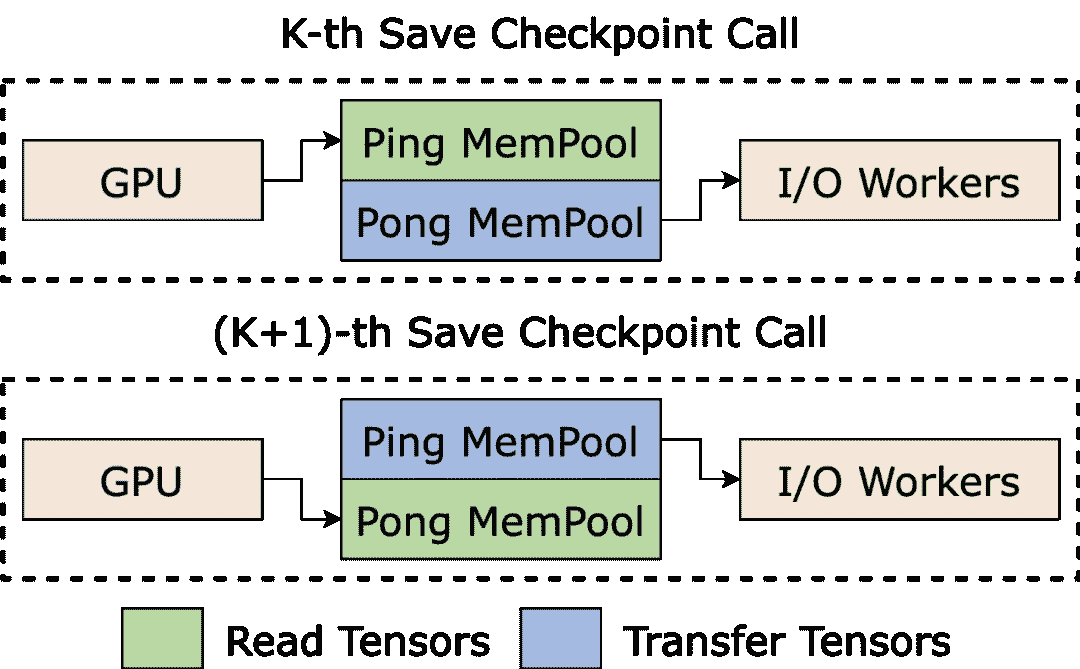 K-th Save Checkpoint Call
Ping MemPool
GPU
I/O Workers
Pong MemPool
(K+1)-th Save Checkpoint Call
Ping MemPool
GPU
I/O Workers
Pong MemPool
Read Tensors
Transfer Tensors